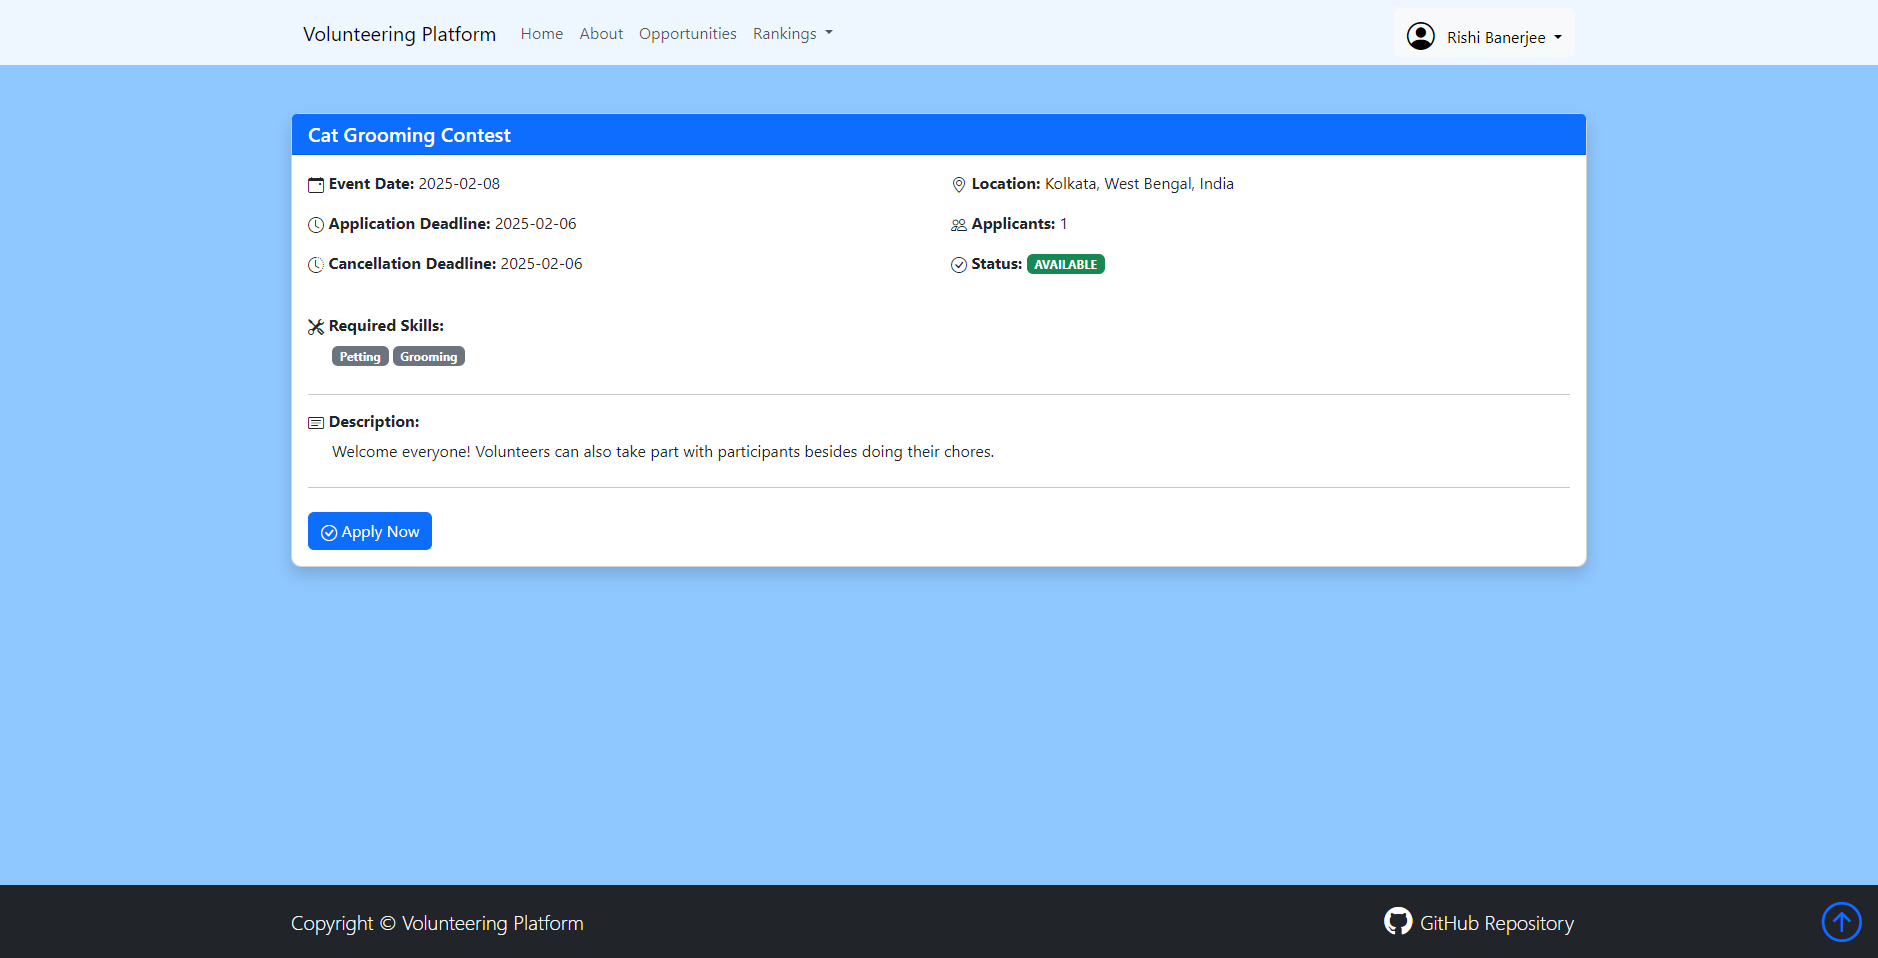 Volunteering Platform Home About Opportunities Rankings Rishi Banerjee
Cat Grooming Contest
Event Date: 2025-02-08
Location: Kolkata, West Bengal, India
Application Deadline: 2025-02-06
Applicants: 1
Cancellation Deadline: 2025-02-06
Status: AVAILABLE
Required Skills:
Petting Grooming
Description:
Welcome everyone! Volunteers can also take part with participants besides doing their chores.
Apply Now
Copyright © Volunteering Platform
GitHub Repository